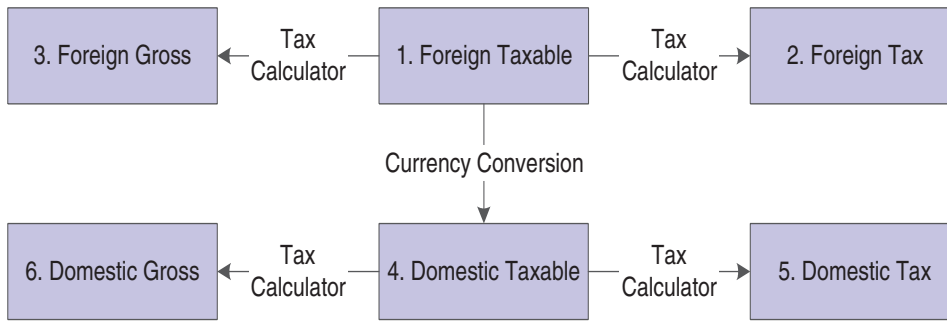 3. Foreign Gross
Tax
Calculator
1. Foreign Taxable
Tax
Calculator
2. Foreign Tax
Currency Conversion
6. Domestic Gross
Tax
Calculator
4. Domestic Taxable
Tax
Calculator
5. Domestic Tax